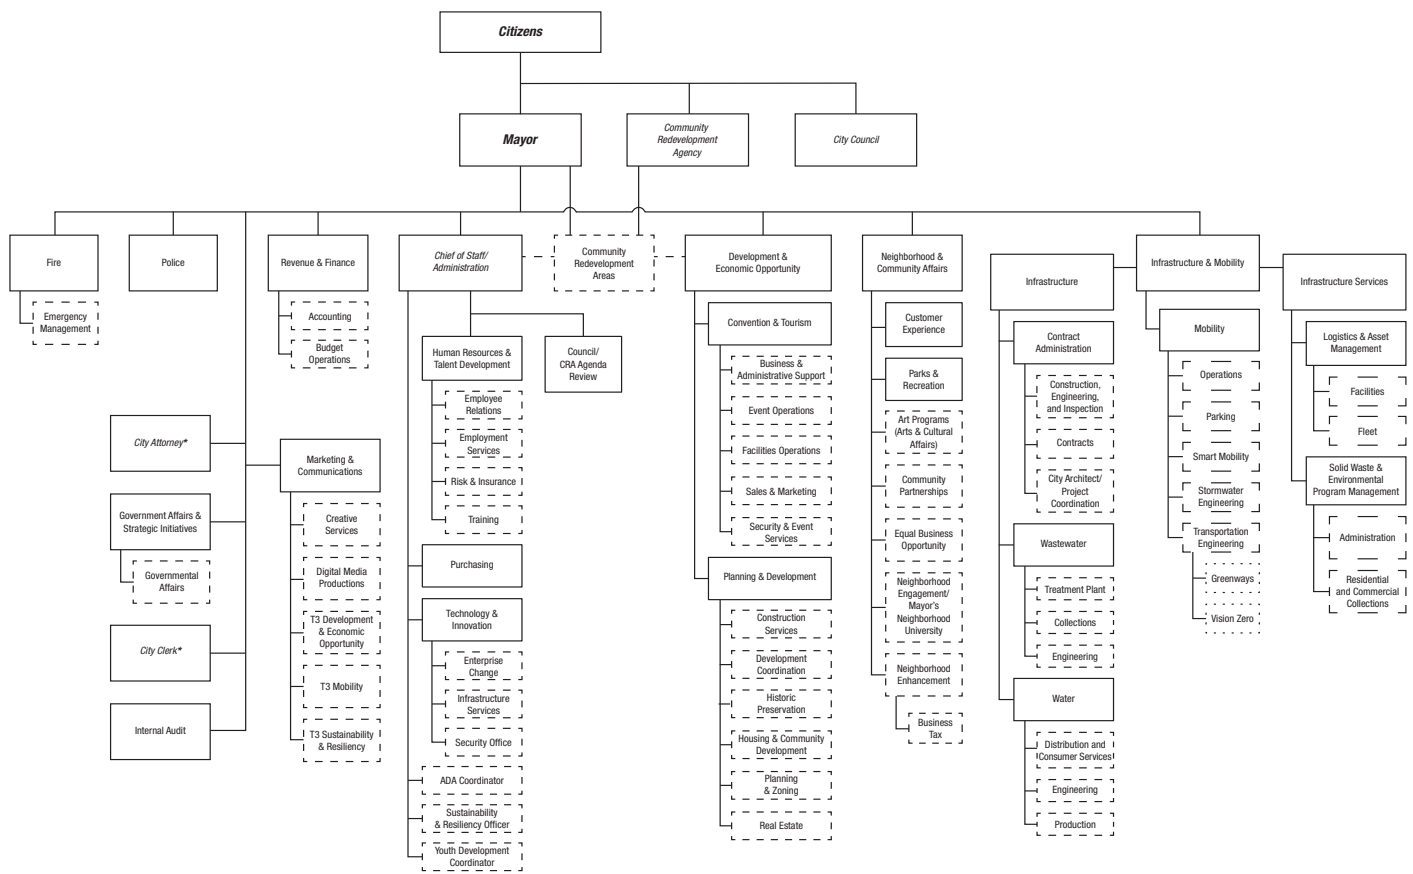 Citizens
Mayor
Community
Redevelopment
Agency
City Council
Fire
Emergency
Management
Police
Revenue & Finance
Accounting
Budget
Operations
City Attorney*
Government Affairs &
Strategic Initiatives
Governmental
Affairs
City Clerk*
Internal Audit
Marketing &
Communications
Creative
Services
Digital Media
Productions
T3 Development
& Economic
Opportunity
T3 Mobility
T3 Sustainability
& Resiliency
Chief of Staff/
Administration
Human Resources &
Talent Development
Employee
Relations
Employment
Services
Risk & Insurance
Training
Council/
CRA Agenda
Review
Purchasing
Technology &
Innovation
Enterprise
Change
Infrastructure
Services
Security Office
ADA Coordinator
Sustainability
& Resiliency Officer
Youth Development
Coordinator
Community
Redevelopment
Areas
Development &
Economic Opportunity
Convention & Tourism
Business &
Administrative Support
Event Operations
Facilities Operations
Sales & Marketing
Security & Event
Services
Planning & Development
Construction
Services
Development
Coordination
Historic
Preservation
Housing & Community
Development
Planning
& Zoning
Real Estate
Neighborhood &
Community Affairs
Customer
Experience
Parks &
Recreation
Art Programs
(Arts & Cultural
Affairs)
Community
Partnerships
Equal Business
Opportunity
Neighborhood
Engagement/
Mayor's
Neighborhood
University
Neighborhood
Enhancement
Business
Tax
Infrastructure & Mobility
Infrastructure
Contract
Administration
Construction,
Engineering,
and Inspection
Contracts
City Architect/
Project
Coordination
Wastewater
Treatment Plant
Collections
Engineering
Water
Distribution and
Consumer Services
Engineering
Production
Mobility
Operations
Parking
Smart Mobility
Stormwater
Engineering
Transportation
Engineering
Greenways
Vision Zero
Infrastructure Services
Logistics & Asset
Management
Facilities
Fleet
Solid Waste &
Environmental
Program Management
Administration
Residential
and Commercial
Collections